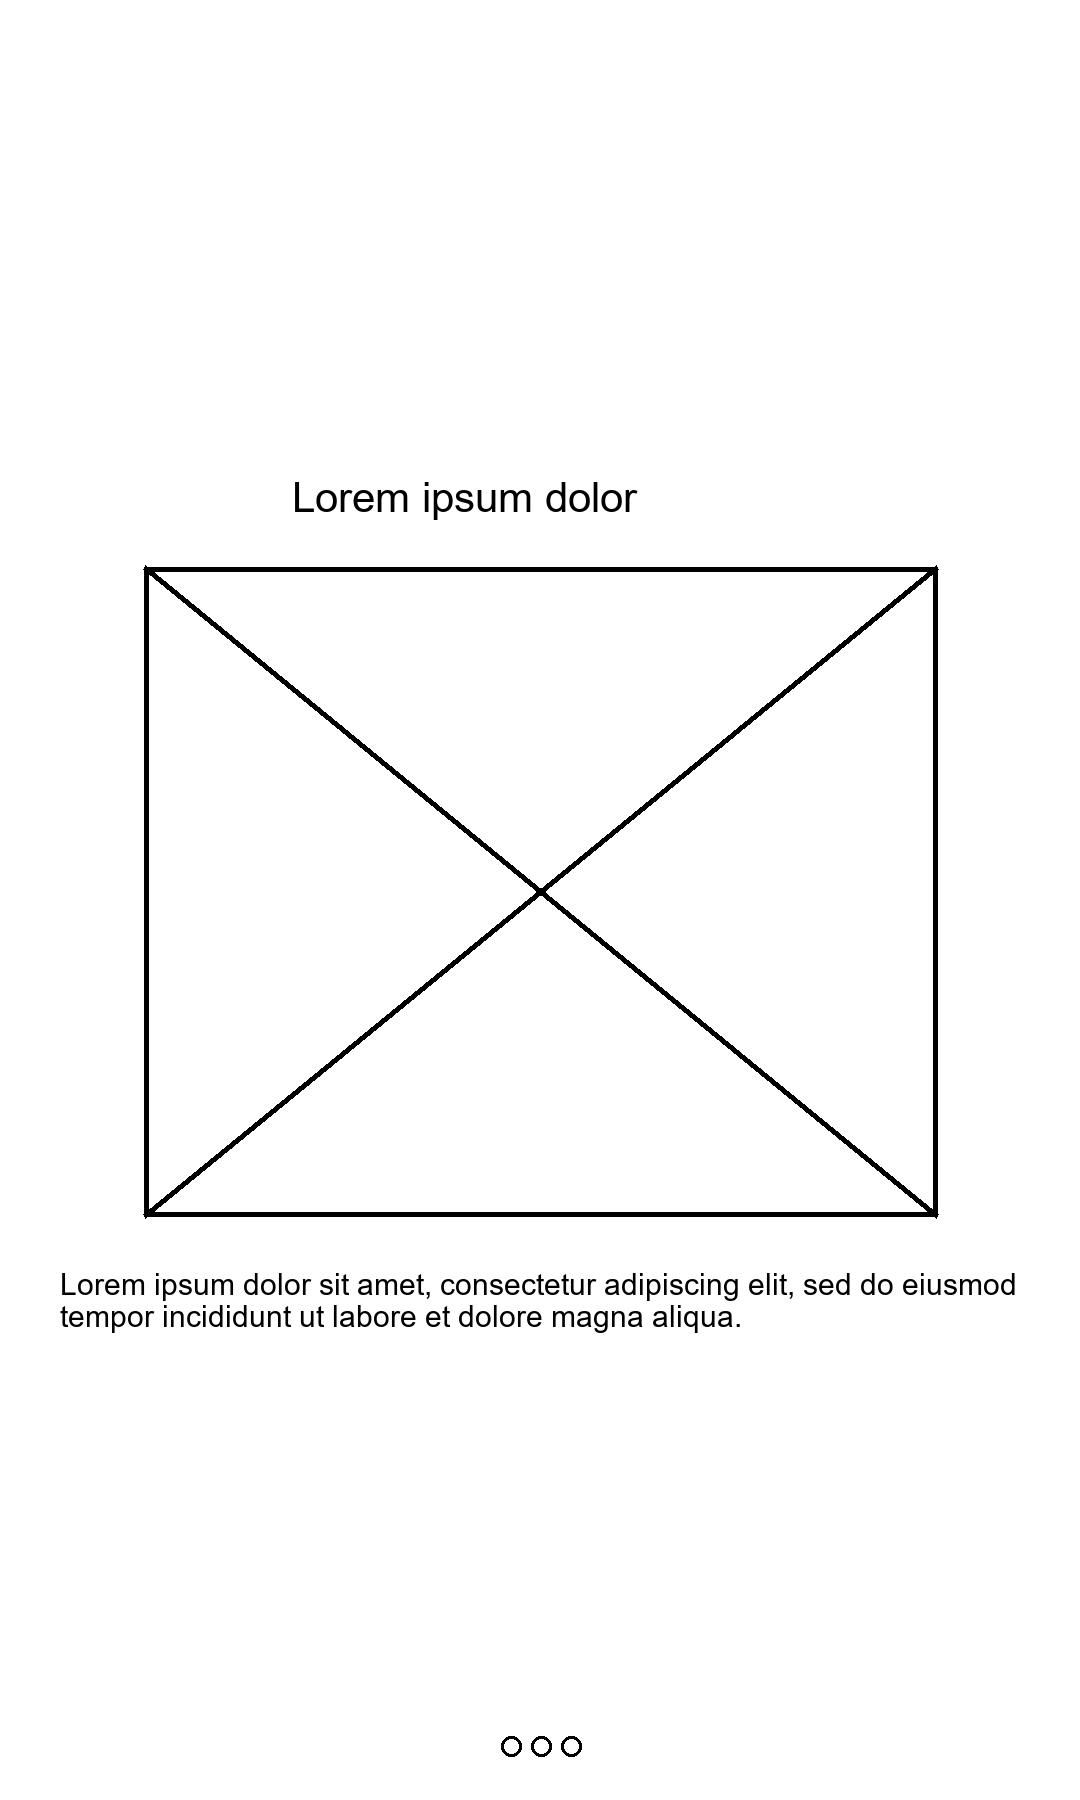 Lorem ipsum dolor
Lorem ipsum dolor sit amet, consectetur adipiscing elit, sed do eiusmod
tempor incididunt ut labore et dolore magna aliqua.